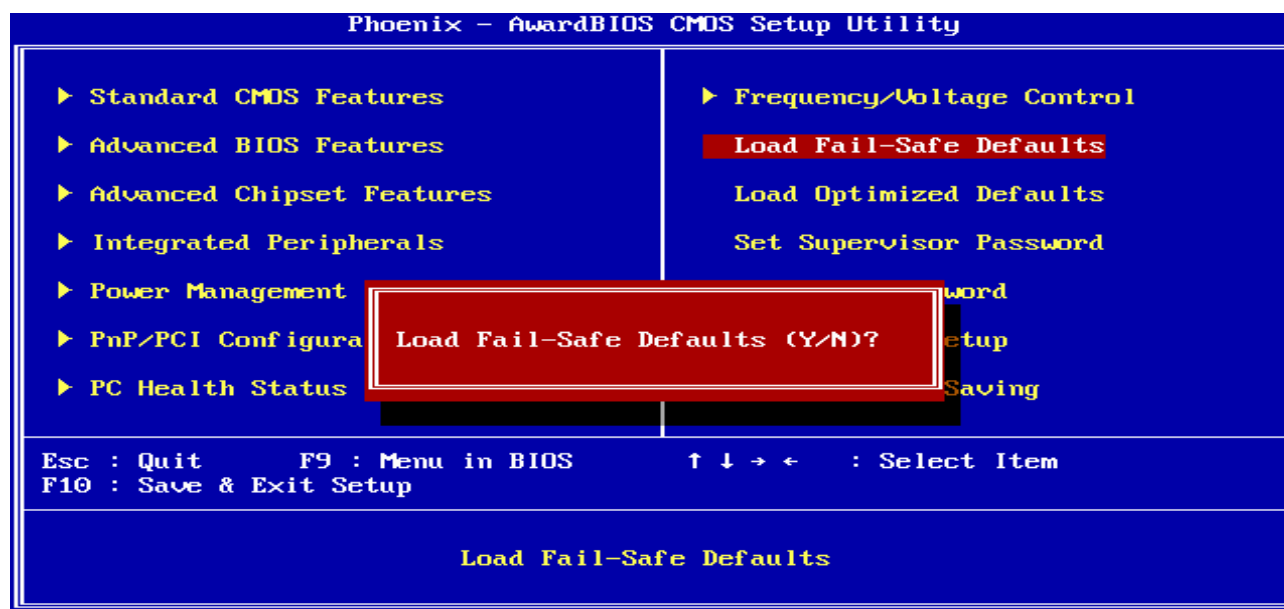 Phoenix - AwardBIOS CMOS Setup Utility
▶ Standard CMOS Features
▶ Advanced BIOS Features
▶ Advanced Chipset Features
▶ Integrated Peripherals
▶ Power Management
▶ PnP/PCI Configura
▶ PC Health Status
▶ Frequency/Voltage Control
Load Fail-Safe Defaults
Load Optimized Defaults
Set Supervisor Password
word
etup
Saving
Load Fail-Safe Defaults (Y/N)?
Esc : Quit F9 : Menu in BIOS ↑ ↓ → ← : Select Item
F10 : Save & Exit Setup
Load Fail-Safe Defaults